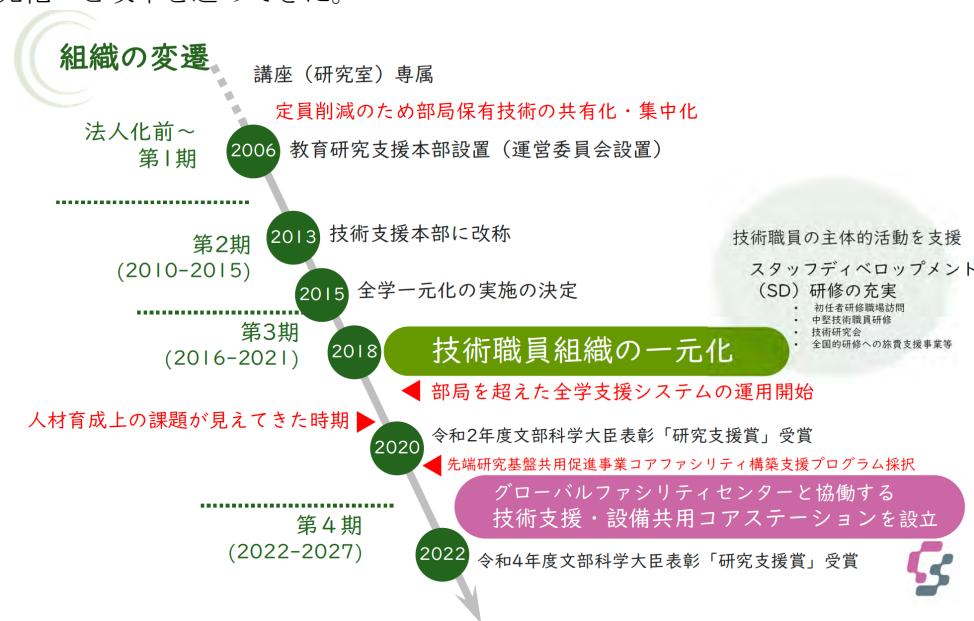 組織の変遷
講座（研究室）専属
定員削減のため部局保有技術の共有化・集中化
法人化前～
第1期
2006
教育研究支援本部設置（運営委員会設置）
第2期
(2010-2015)
2013
技術支援本部に改称
2015
全学一元化の実施の決定
技術職員の主体的活動を支援
スタッフディベロップメント
（SD）研修の充実
• 初任者研修職場訪問
• 中堅技術職員研修
• 技術研究会
• 全国的研修への旅費支援事業等
第3期
(2016-2021)
2018
技術職員組織の一元化
部局を超えた全学支援システムの運用開始
人材育成上の課題が見えてきた時期
2020
令和2年度文部科学大臣表彰「研究支援賞」受賞
先端研究基盤共用促進事業コアファシリティ構築支援プログラム採択
グローバルファシリティセンターと協働する
技術支援・設備共用コアステーションを設立
第４期
(2022-2027)
2022
令和4年度文部科学大臣表彰「研究支援賞」受賞